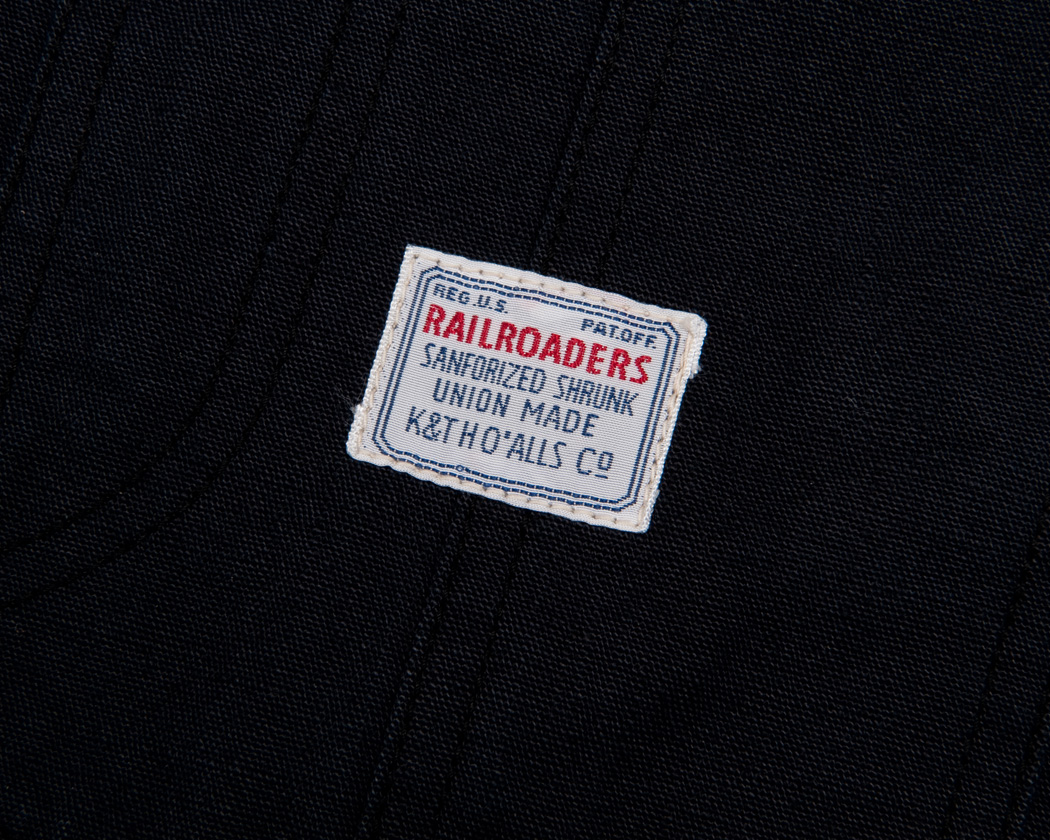 REG.U.S. PAT.OFF.
RAILROADERS
SANFORIZED SHRUNK
UNION MADE
K&TH O'ALLS Cº